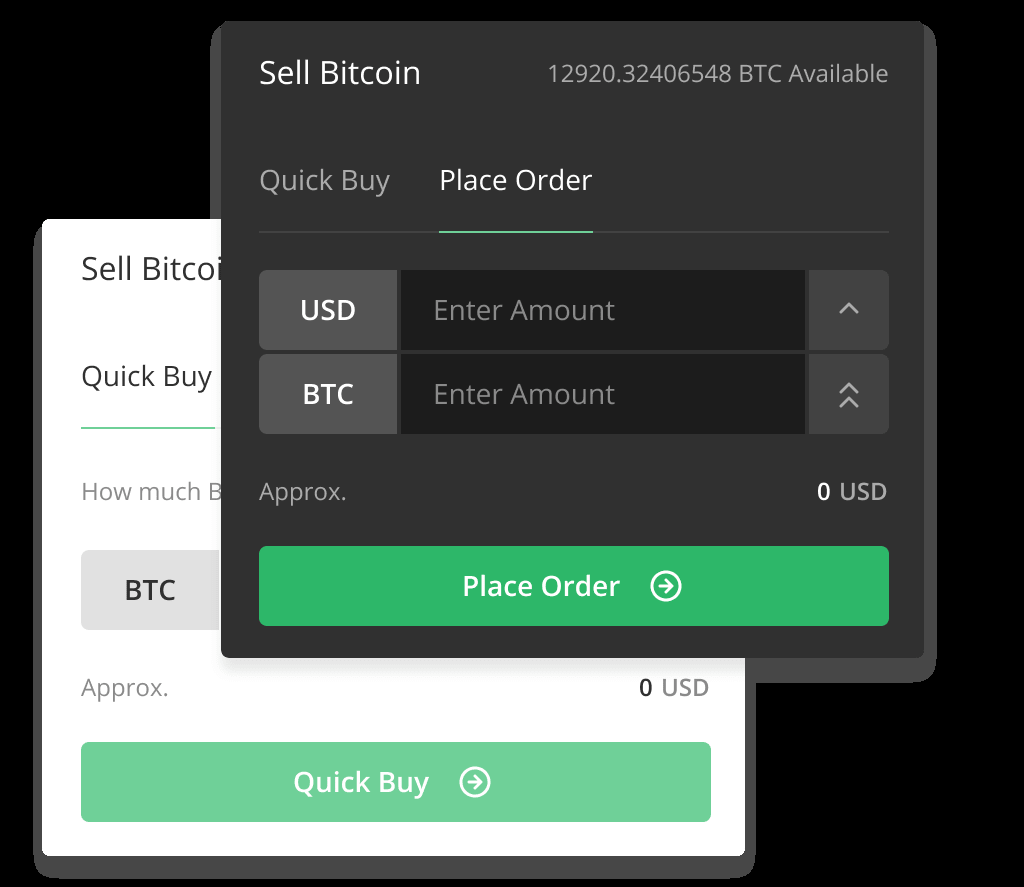 Sell Bitcoin 12920.32406548 BTC Available
Quick Buy Place Order
USD Enter Amount
BTC Enter Amount
Approx. 0 USD
Place Order
Sell Bitcoi
Quick Buy
How much B
BTC
Approx. 0 USD
Quick Buy